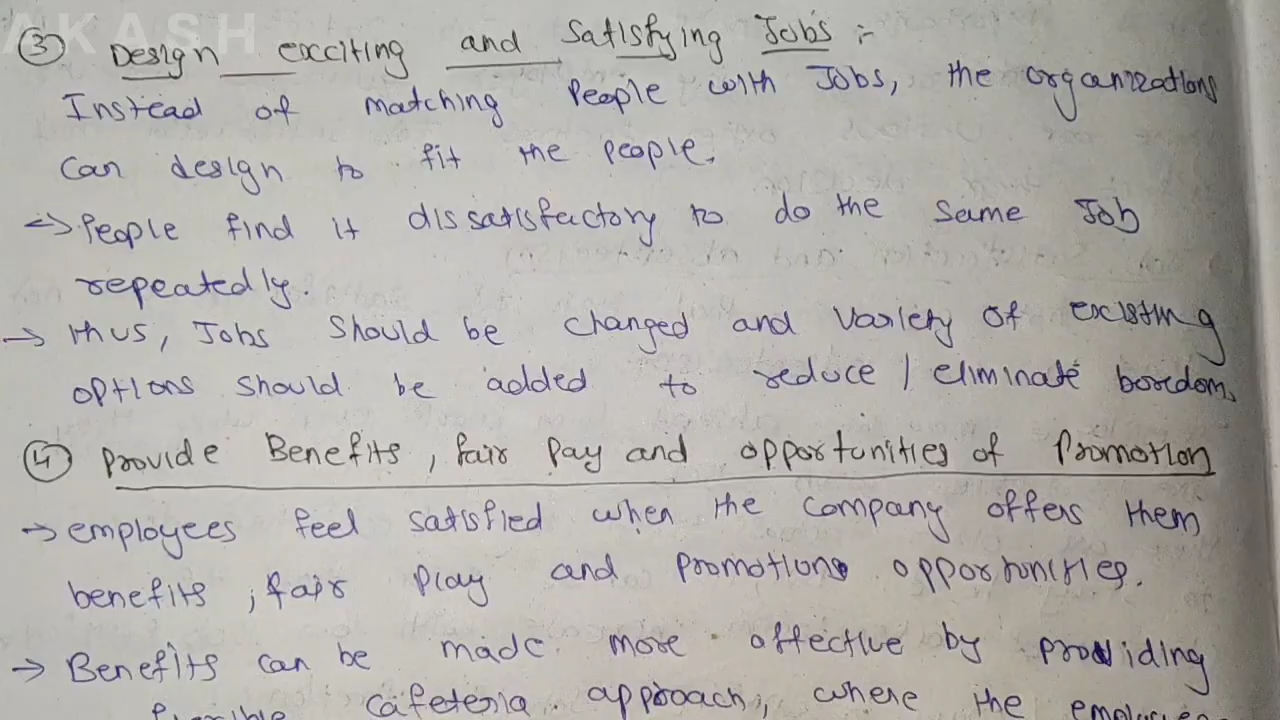 AKASH
③ Design exciting and Satisfying Jobs :-
Instead of matching People with Jobs, the organizations
can design to fit the people.
=> People find it dissatisfactory to do the same Job
repeatedly.
→ thus, Jobs should be changed and variety of existing
options should be added to reduce / eliminate boredom.
④ Provide Benefits, fair Pay and opportunities of Promotion
→ employees feel satisfied when the company offers them
benefits, fair play and promotions opportunities.
→ Benefits can be made more effective by providing
cafeteria approach, where the